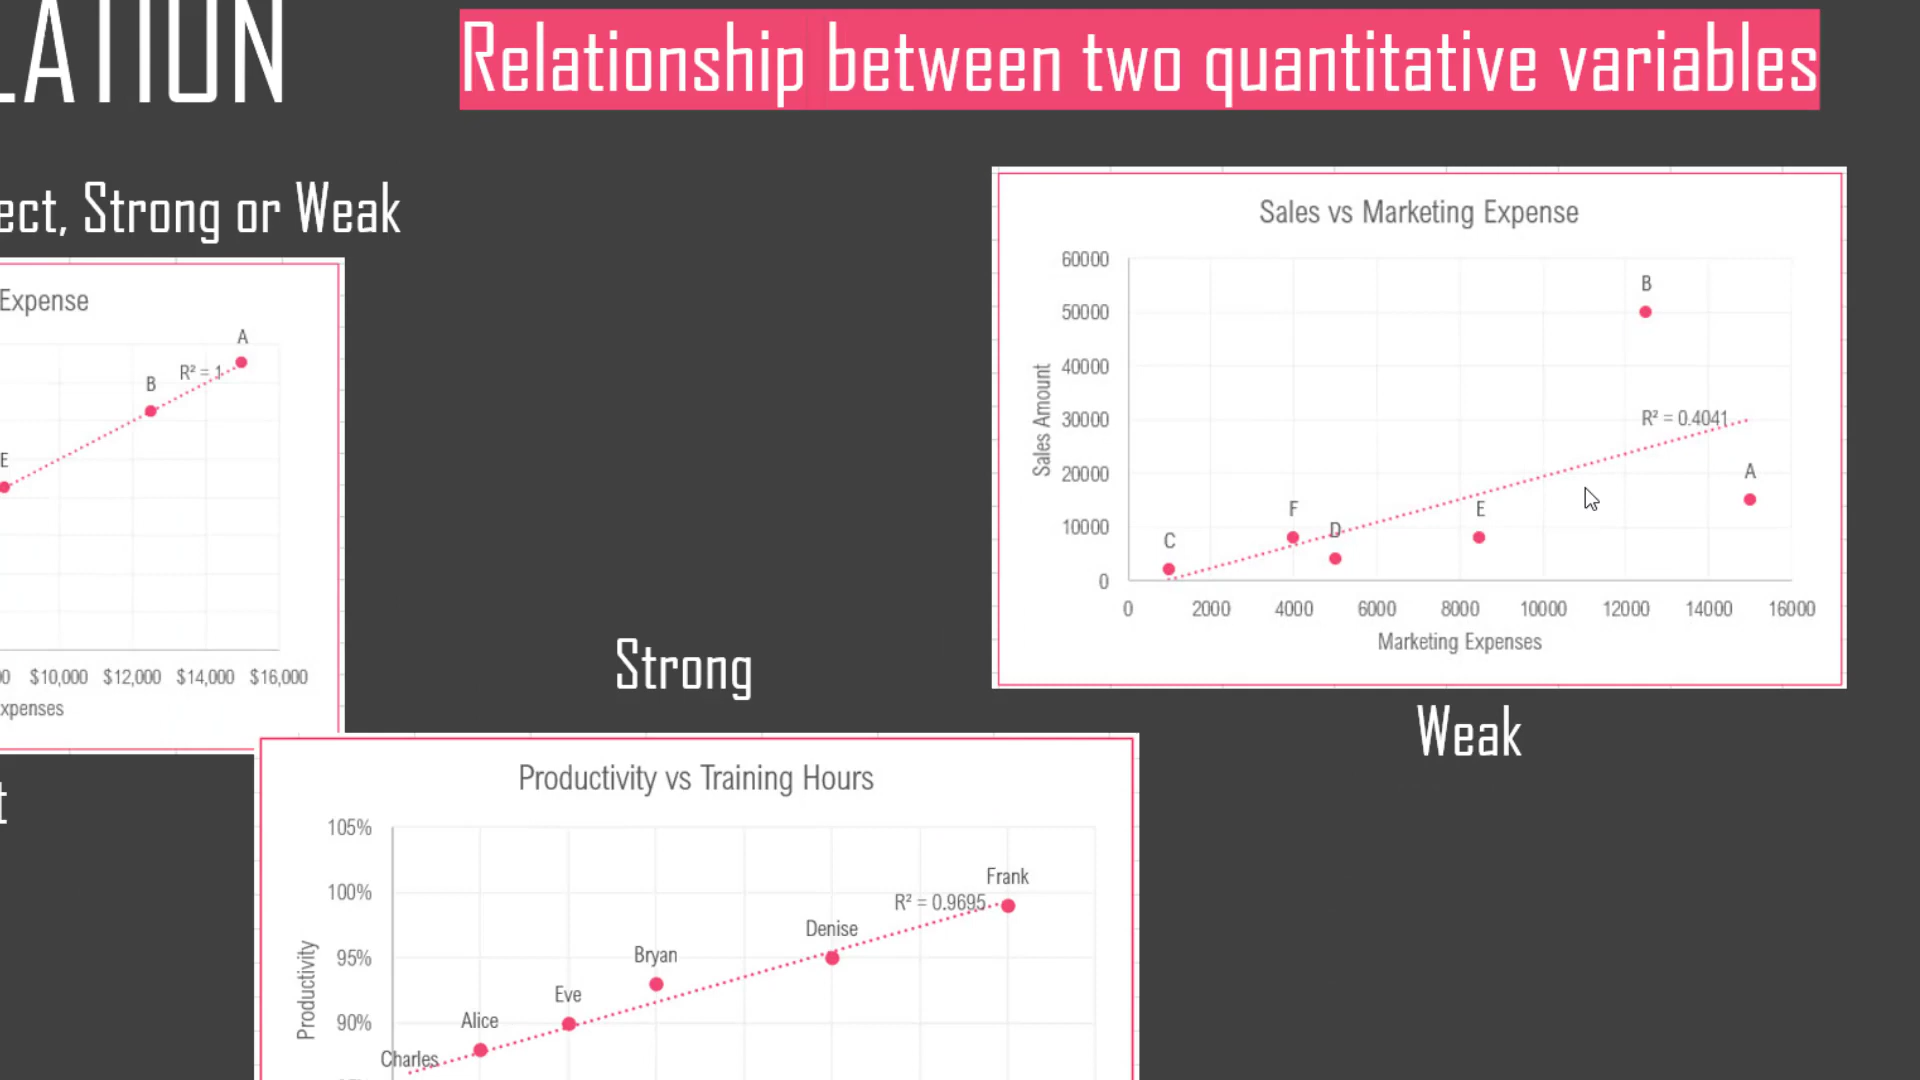 LATION
Relationship between two quantitative variables
ect, Strong or Weak
Expense
A
R² = 1
B
E
$10,000 $12,000 $14,000 $16,000
xpenses
t
Sales vs Marketing Expense
60000
50000
40000
30000
20000
10000
0
Sales Amount
B
R² = 0.4041
A
F
E
D
C
0 2000 4000 6000 8000 10000 12000 14000 16000
Marketing Expenses
Weak
Strong
Productivity vs Training Hours
105%
100%
95%
90%
Productivity
Frank
R² = 0.9695
Denise
Bryan
Eve
Alice
Charles